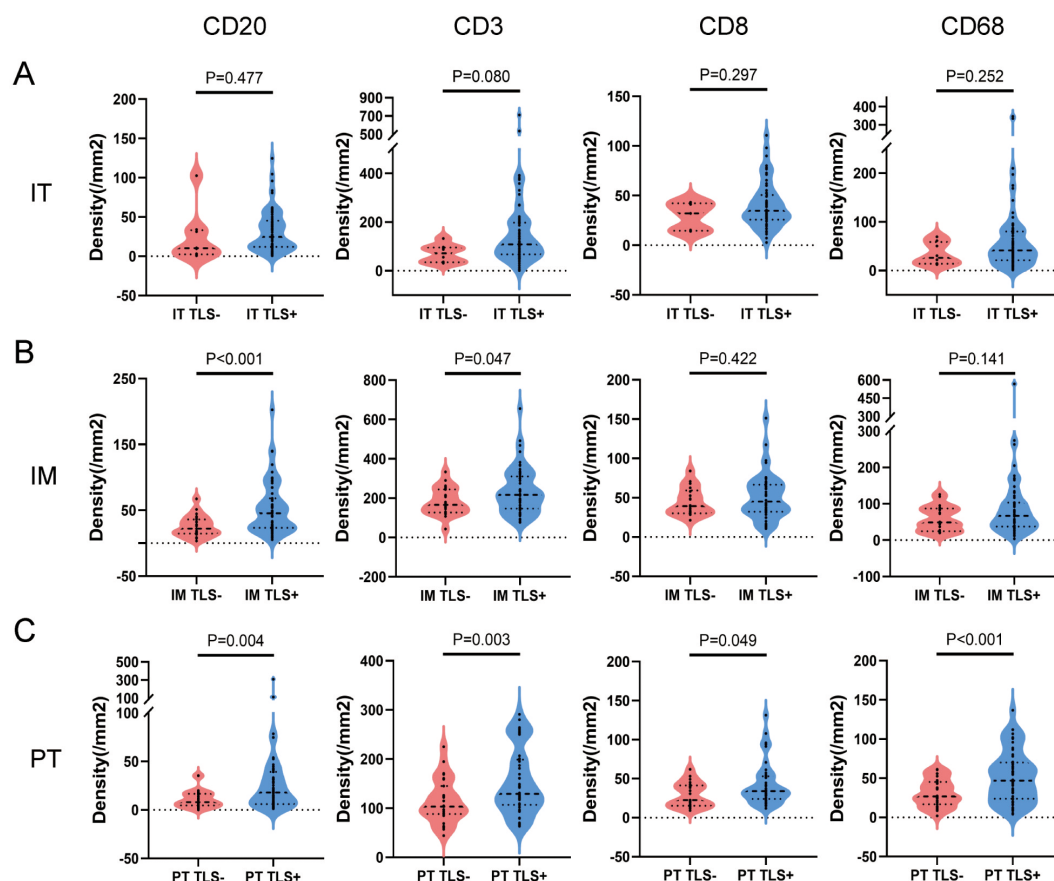 CD20 CD3 CD8 CD68
A
IT
P=0.477
Density(/mm2)
200
150
100
50
0
-50
IT TLS- IT TLS+
P=0.080
Density(/mm2)
900
700
500
400
200
0
IT TLS- IT TLS+
P=0.297
Density(/mm2)
150
100
50
0
-50
IT TLS- IT TLS+
P=0.252
Density(/mm2)
400
300
200
100
0
IT TLS- IT TLS+
B
IM
P<0.001
Density(/mm2)
250
150
50
-50
IM TLS- IM TLS+
P=0.047
Density(/mm2)
800
600
400
200
0
-200
IM TLS- IM TLS+
P=0.422
Density(/mm2)
200
150
100
50
0
-50
IM TLS- IM TLS+
P=0.141
Density(/mm2)
600
500
400
300
300
200
100
0
-100
IM TLS- IM TLS+
C
PT
P=0.004
Density(/mm2)
500
400
300
200
100
100
50
0
-50
PT TLS- PT TLS+
P=0.003
Density(/mm2)
400
300
200
100
0
PT TLS- PT TLS+
P=0.049
Density(/mm2)
200
150
100
50
0
-50
PT TLS- PT TLS+
P<0.001
Density(/mm2)
200
150
100
50
0
-50
PT TLS- PT TLS+